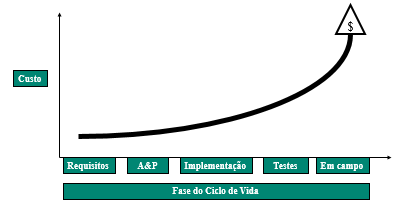 $
Custo
Requisitos A&P Implementação Testes Em campo
Fase do Ciclo de Vida